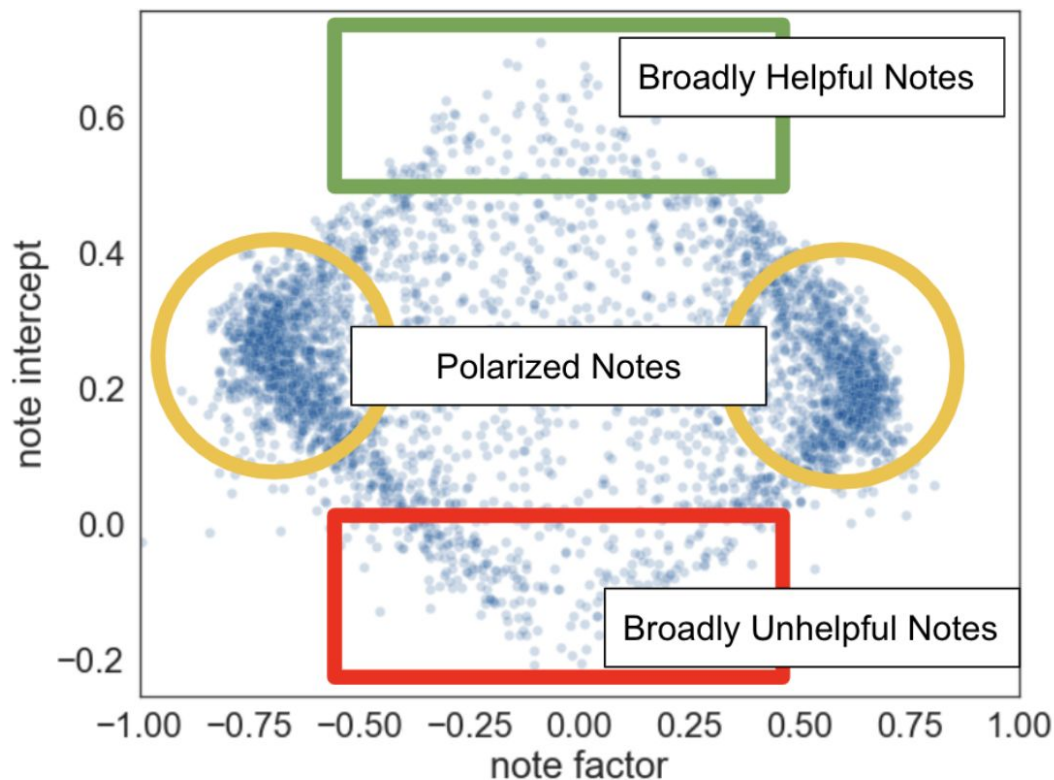 Broadly Helpful Notes
0.6
0.4
Polarized Notes
0.2
0.0
Broadly Unhelpful Notes
−0.2
note intercept
−1.00 −0.75 −0.50 −0.25 0.00 0.25 0.50 0.75 1.00
note factor